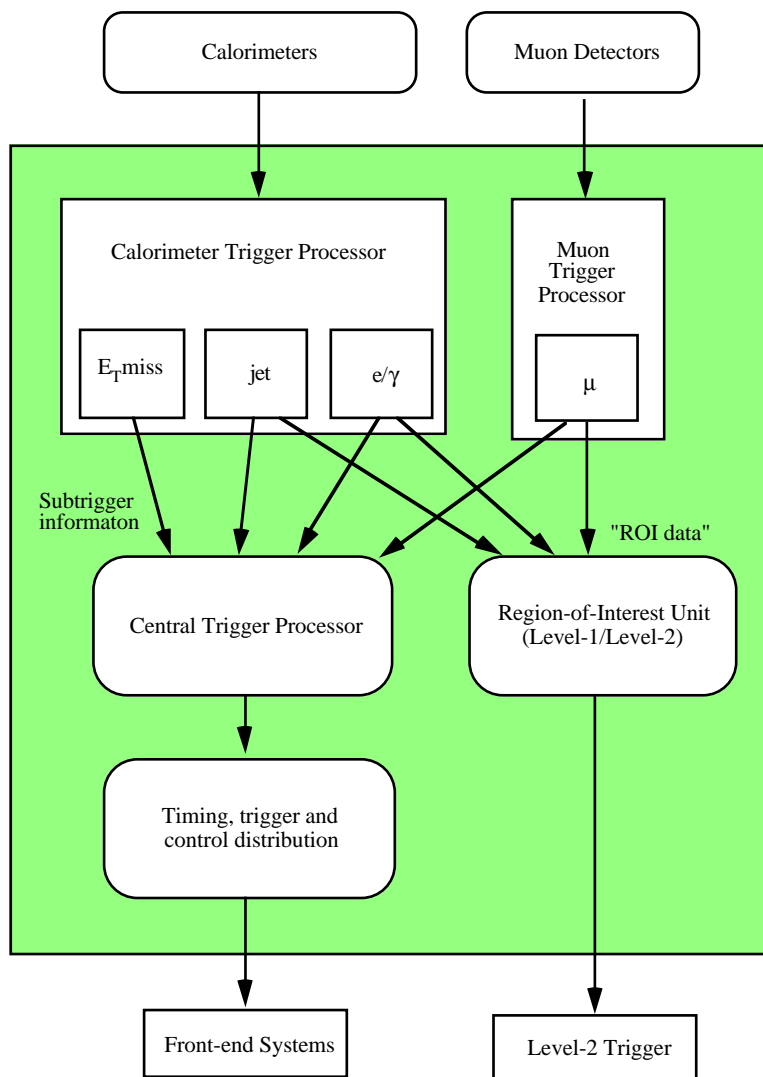 Calorimeters
Muon Detectors
Calorimeter Trigger Processor
Muon
Trigger
Processor
E_Tmiss
jet
e/γ
μ
Subtrigger
informaton
"ROI data"
Central Trigger Processor
Region-of-Interest Unit
(Level-1/Level-2)
Timing, trigger and
control distribution
Front-end Systems
Level-2 Trigger